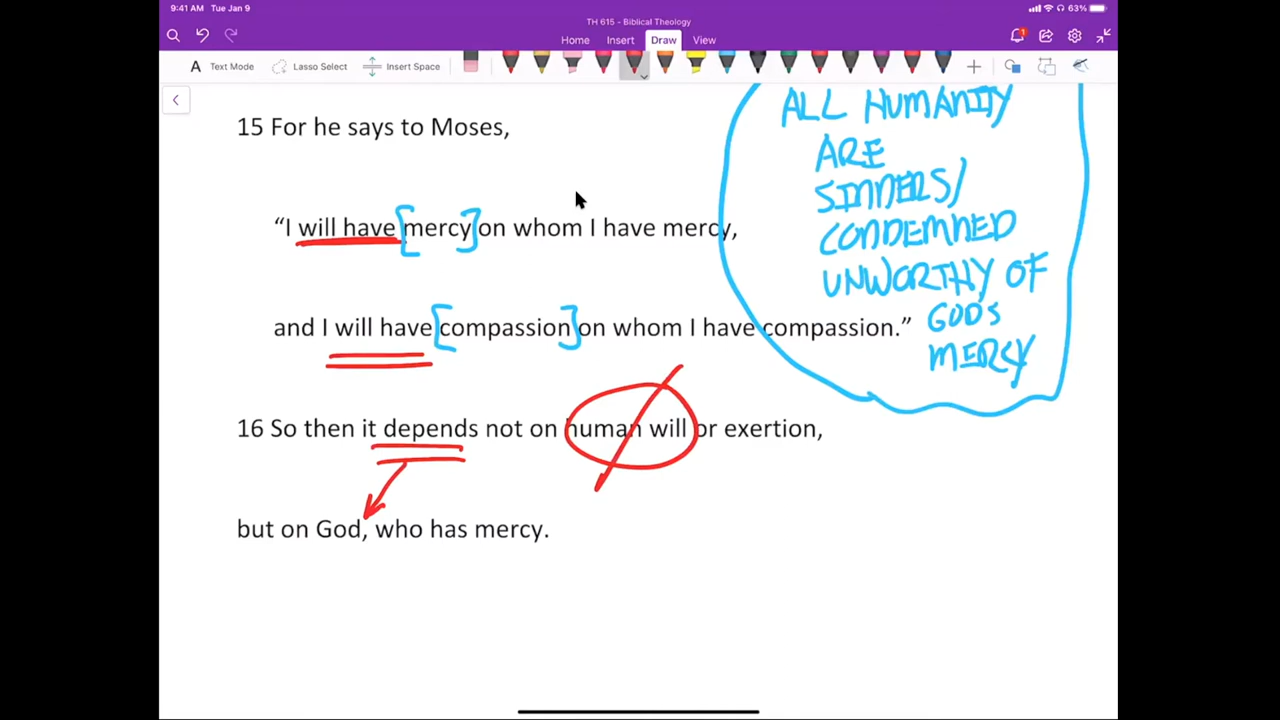 9:41 AM Tue Jan 9
63%
TH 615 - Biblical Theology
Home Insert Draw View
1
A Text Mode Lasso Select Insert Space
ALL HUMANITY
15 For he says to Moses,
ARE
SINNERS/
“I will have [mercy] on whom I have mercy,
CONDEMNED
UNWORTHY OF
GODS
and I will have [compassion] on whom I have compassion.”
MERCY
16 So then it depends not on human will or exertion,
but on God, who has mercy.